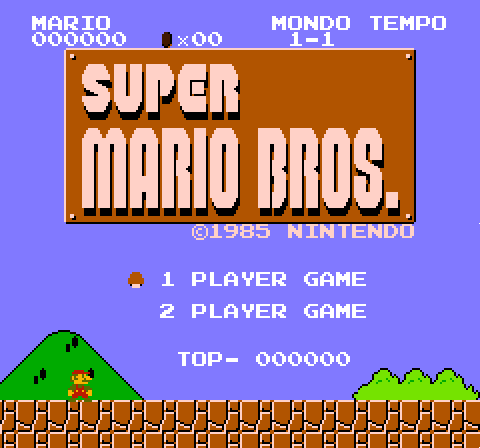 MARIO MONDO TEMPO
000000 ×00 1-1
SUPER
MARIO BROS.
©1985 NINTENDO
1 PLAYER GAME
2 PLAYER GAME
TOP- 000000